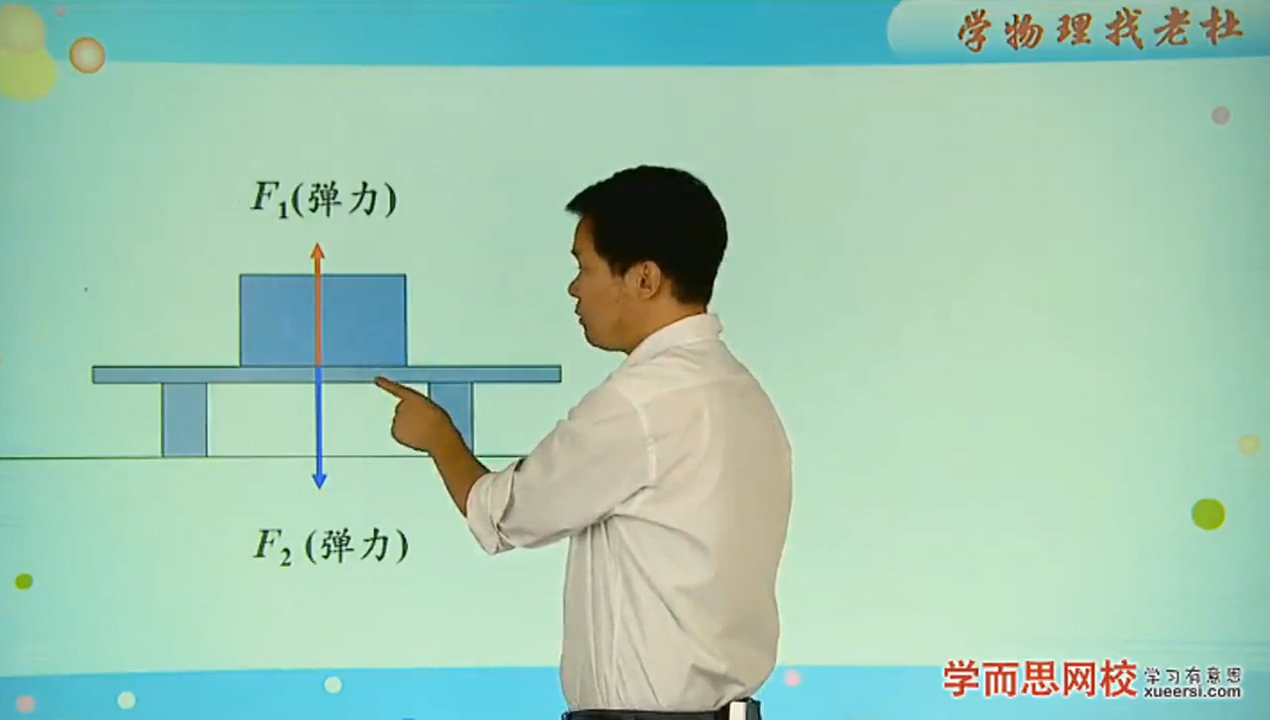 学物理找老杜
F₁(弹力)
F₂ (弹力)
学而思网校
学习有意思
xueersi.com